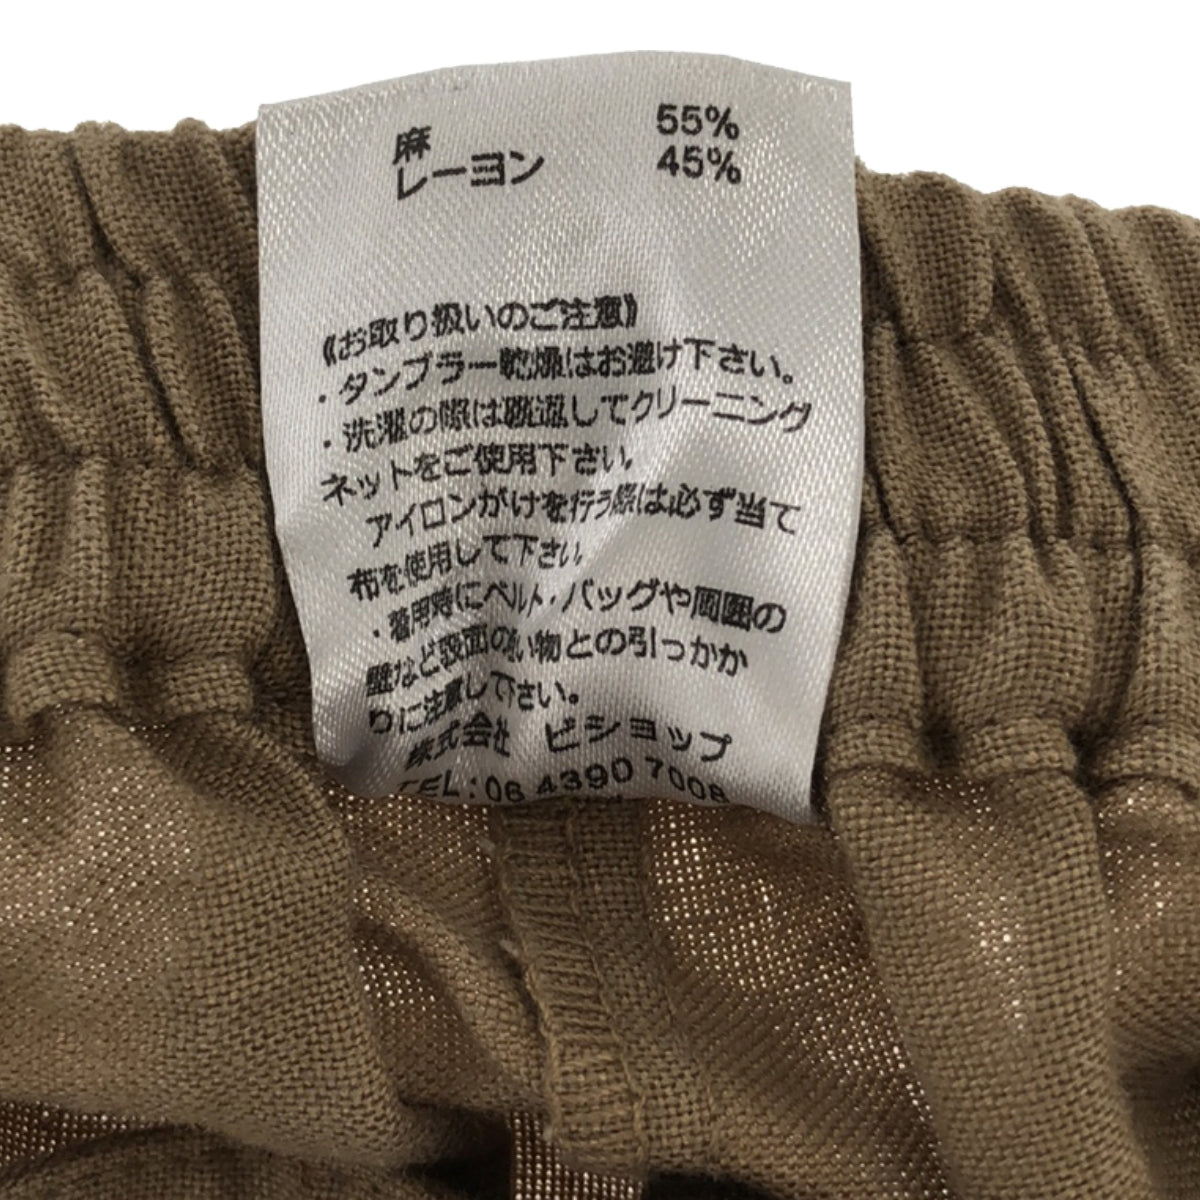 麻 55%
レーヨン 45%
《お取り扱いのご注意》
・タンブラー乾燥はお避け下さい。
・洗濯の際は裏返してクリーニング
ネットをご使用下さい。
アイロンがけを行う際は必ず当て
布を使用して下さい
・着用時にベルト・バッグや周囲の
壁など表面の粗い物との引っかか
りに注意して下さい。
株式会社 ビショップ
TEL:06 4390 7008